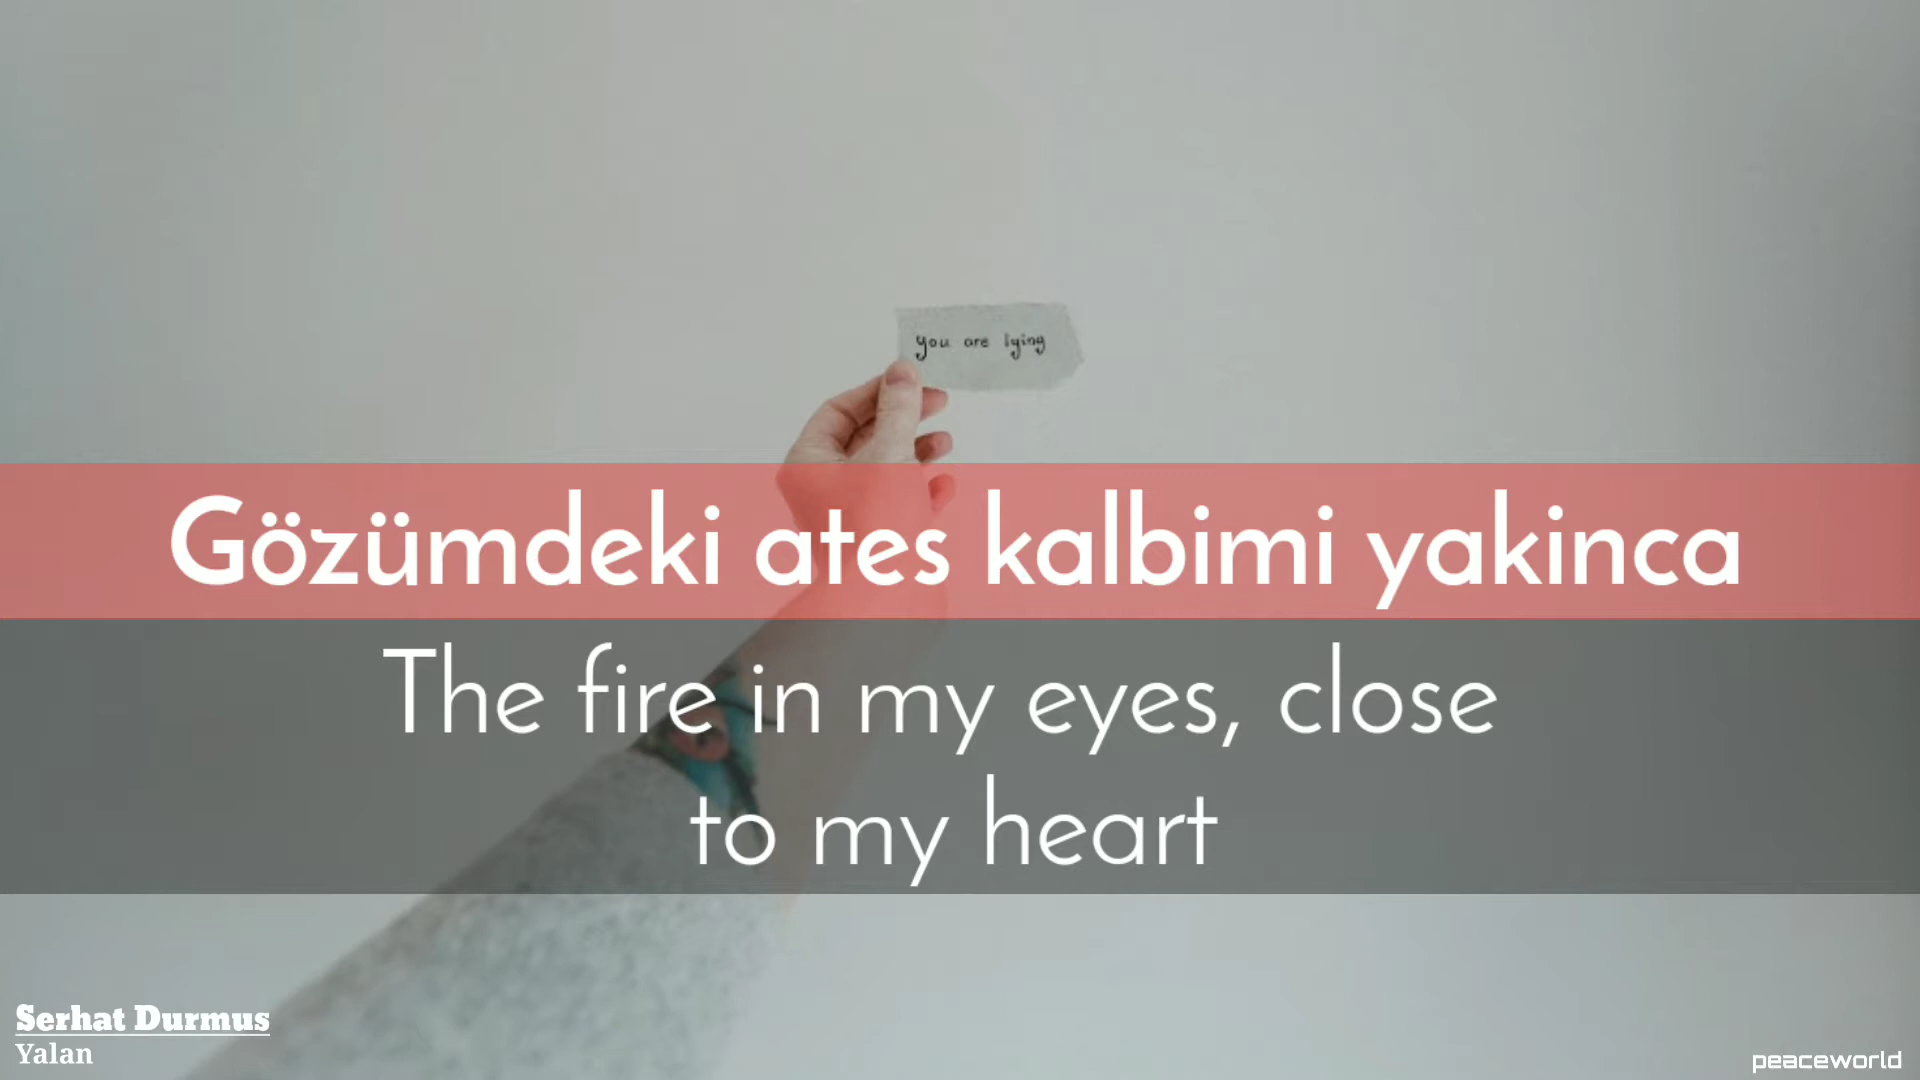 you are lying
Gözümdeki ates kalbimi yakinca
The fire in my eyes, close
to my heart
Serhat Durmus
Yalan
peaceworld